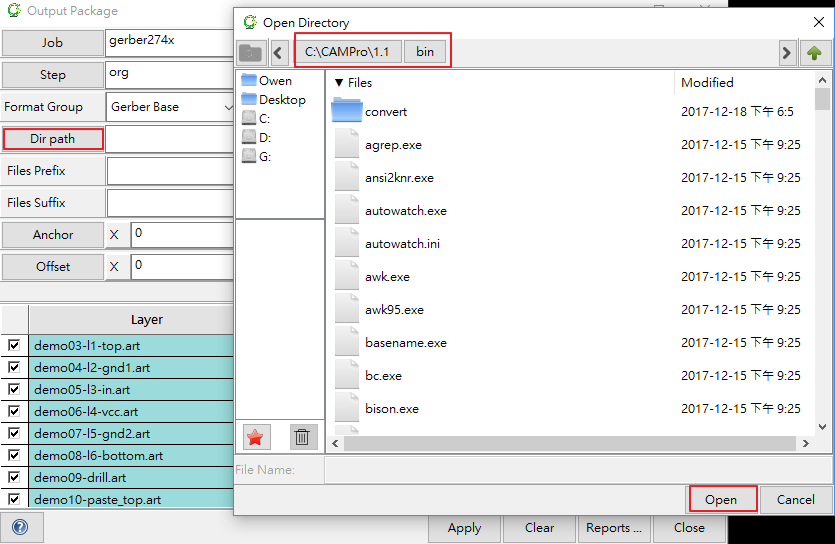 Output Package
Job
gerber274x
Step
org
Format Group
Gerber Base
Dir path
Files Prefix
Files Suffix
Anchor
X
0
Offset
X
0
Layer
demo03-l1-top.art
demo04-l2-gnd1.art
demo05-l3-in.art
demo06-l4-vcc.art
demo07-l5-gnd2.art
demo08-l6-bottom.art
demo09-drill.art
demo10-paste_top.art
Apply
Clear
Reports ...
Close
Open Directory
C:\CAMPro\1.1
bin
Owen
Desktop
C:
D:
G:
Files
Modified
convert
2017-12-18 下午 6:5
agrep.exe
2017-12-15 下午 9:25
ansi2knr.exe
2017-12-15 下午 9:25
autowatch.exe
2017-12-15 下午 9:25
autowatch.ini
2017-12-15 下午 9:25
awk.exe
2017-12-15 下午 9:25
awk95.exe
2017-12-15 下午 9:25
basename.exe
2017-12-15 下午 9:25
bc.exe
2017-12-15 下午 9:25
bison.exe
2017-12-15 下午 9:25
File Name:
Open
Cancel